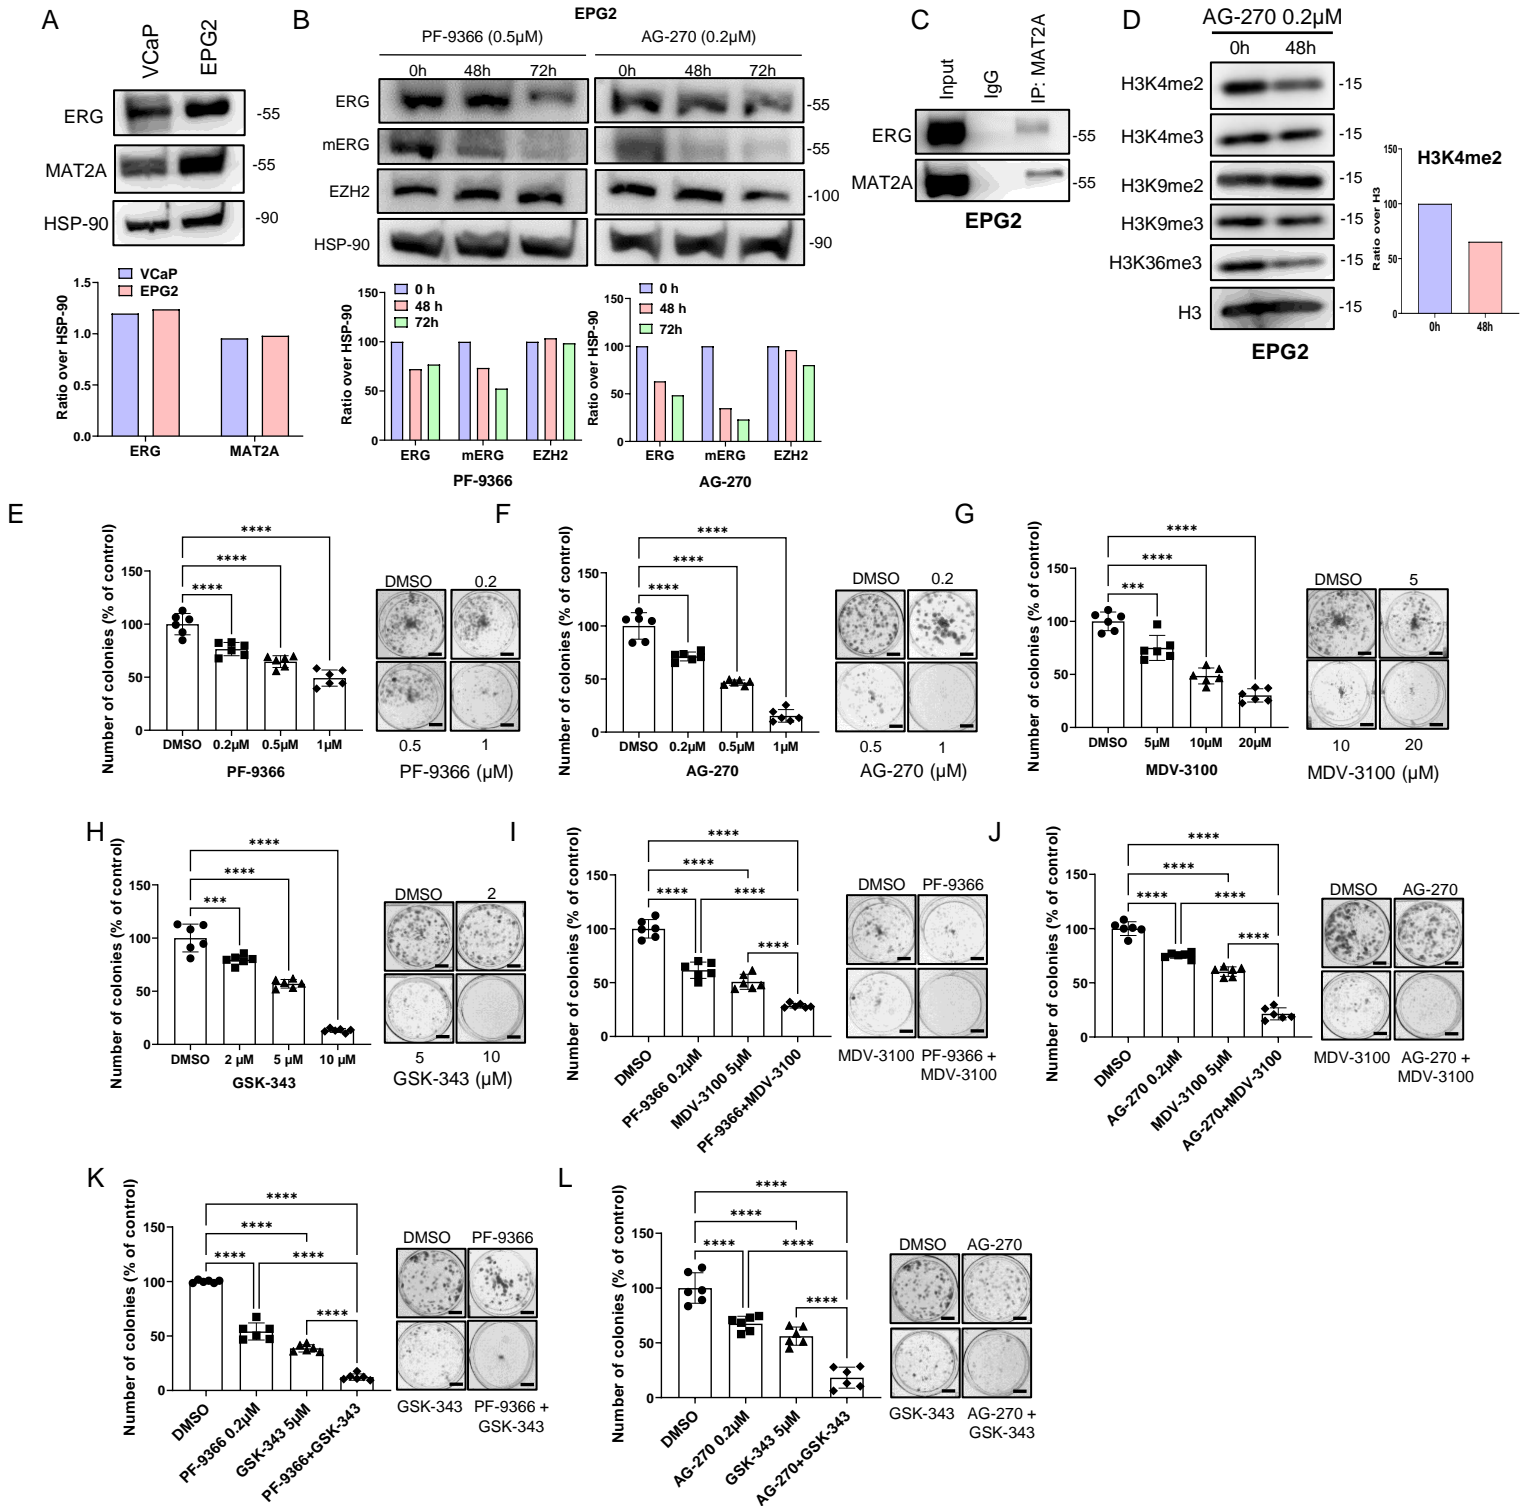 A
VCaP
EPG2
ERG
-55
MAT2A
-55
HSP-90
-90
VCaP
EPG2
Ratio over HSP-90
1.5
1.0
0.5
0.0
ERG
MAT2A
B
EPG2
PF-9366 (0.5µM)
AG-270 (0.2µM)
0h
48h
72h
0h
48h
72h
ERG
-55
mERG
-55
EZH2
-100
HSP-90
-90
0 h
48 h
72h
Ratio over HSP-90
150
100
50
0
ERG
mERG
EZH2
PF-9366
0 h
48 h
72h
Ratio over HSP-90
150
100
50
0
ERG
mERG
EZH2
AG-270
C
Input
IgG
IP: MAT2A
ERG
-55
MAT2A
-55
EPG2
D
AG-270 0.2µM
0h
48h
H3K4me2
-15
H3K4me3
-15
H3K9me2
-15
H3K9me3
-15
H3K36me3
-15
H3
-15
EPG2
H3K4me2
Ratio over H3
150
100
50
0
0h
48h
E
Number of colonies (% of control)
150
100
50
0
****
****
****
DMSO
0.2µM
0.5µM
1µM
PF-9366
DMSO
0.2
0.5
1
PF-9366 (µM)
F
Number of colonies (% of control)
150
100
50
0
****
****
****
DMSO
0.2µM
0.5µM
1µM
AG-270
DMSO
0.2
0.5
1
AG-270 (µM)
G
Number of colonies (% of control)
150
100
50
0
****
****
***
DMSO
5µM
10µM
20µM
MDV-3100
DMSO
5
10
20
MDV-3100 (µM)
H
Number of colonies (% of control)
150
100
50
0
****
****
***
DMSO
2 µM
5 µM
10 µM
GSK-343
DMSO
2
5
10
GSK-343 (µM)
I
Number of colonies (% of control)
150
100
50
0
****
****
****
****
****
DMSO
PF-9366 0.2µM
MDV-3100 5µM
PF-9366+MDV-3100
DMSO
PF-9366
MDV-3100
PF-9366 +
MDV-3100
J
Number of colonies (% of control)
150
100
50
0
****
****
****
****
****
DMSO
AG-270 0.2µM
MDV-3100 5µM
AG-270+MDV-3100
DMSO
AG-270
MDV-3100
AG-270 +
MDV-3100
K
Number of colonies (% of control)
150
100
50
0
****
****
****
****
****
DMSO
PF-9366 0.2µM
GSK-343 5µM
PF-9366+GSK-343
DMSO
PF-9366
GSK-343
PF-9366 +
GSK-343
L
Number of colonies (% of control)
150
100
50
0
****
****
****
****
****
DMSO
AG-270 0.2µM
GSK-343 5µM
AG-270+GSK-343
DMSO
AG-270
GSK-343
AG-270 +
GSK-343